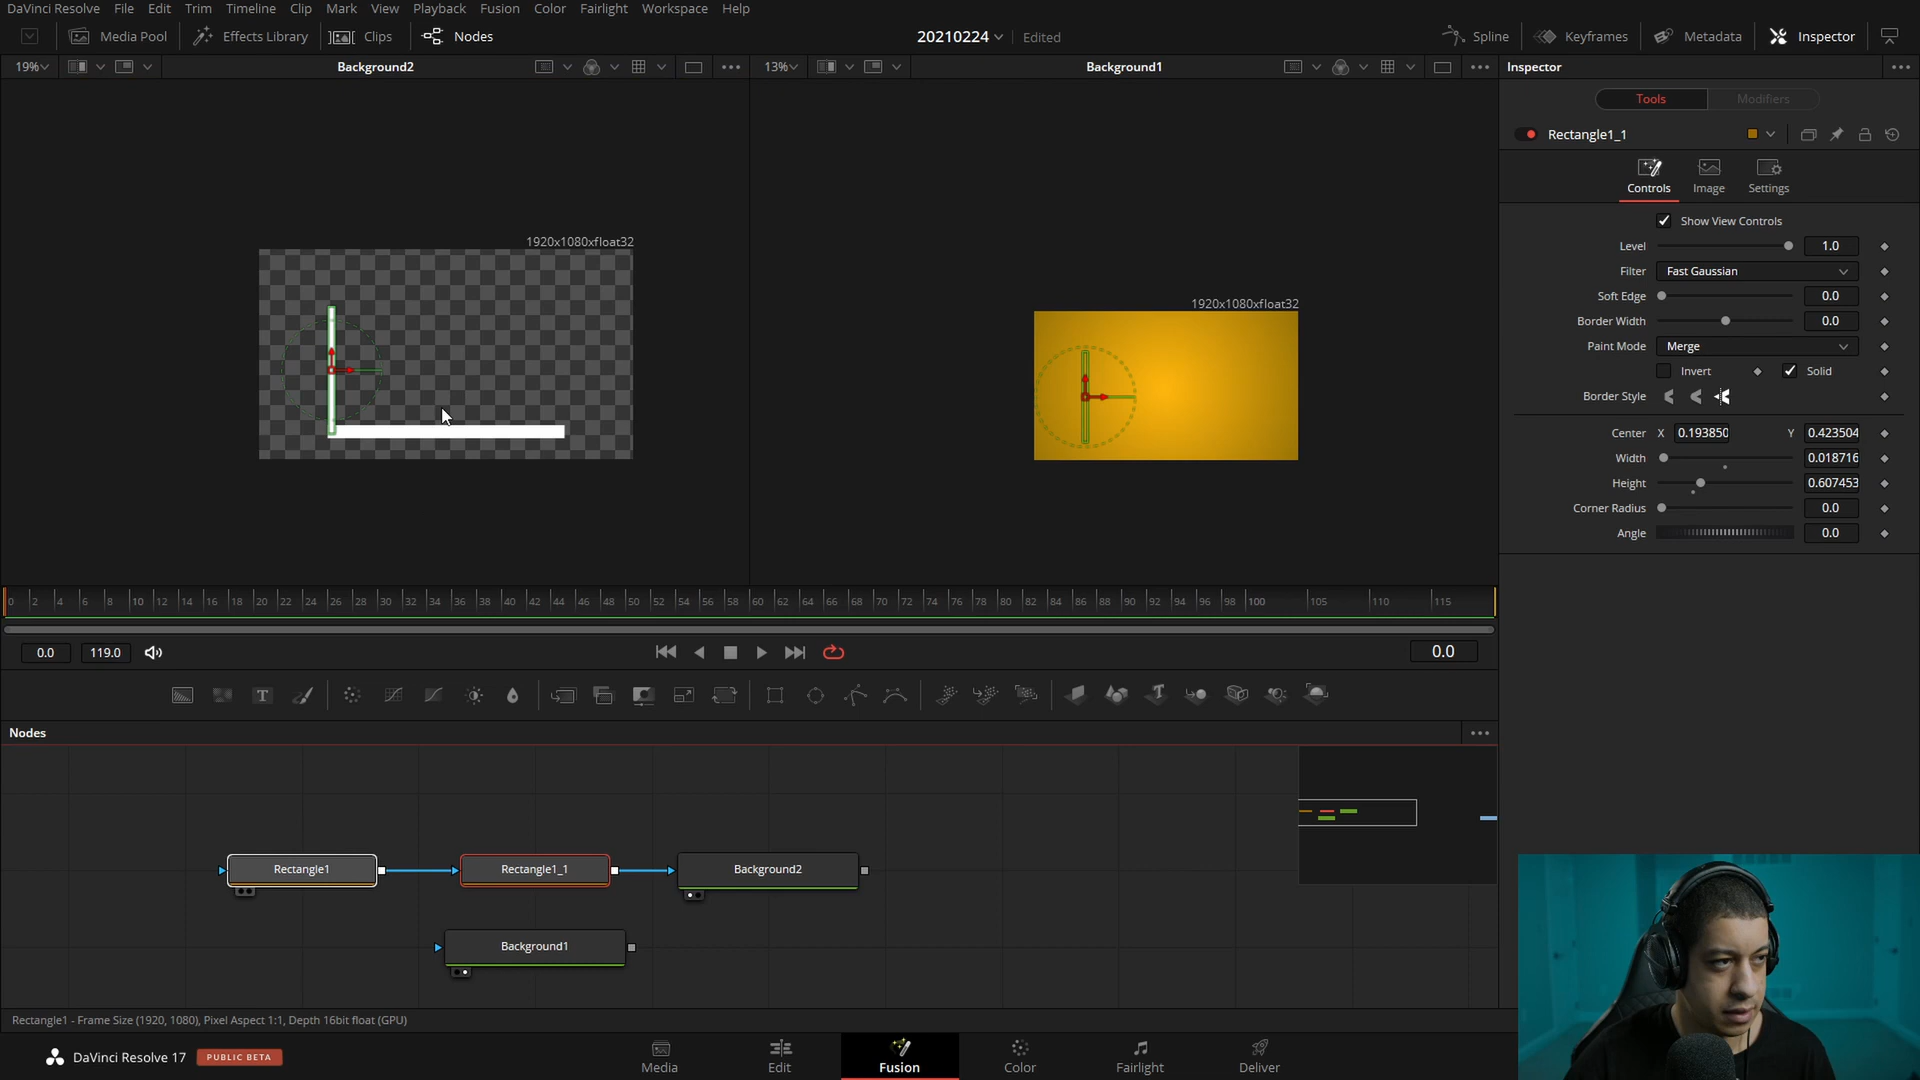 DaVinci Resolve File Edit Trim Timeline Clip Mark View Playback Fusion Color Fairlight Workspace Help
Media Pool Effects Library Clips Nodes 20210224 Edited Spline Keyframes Metadata Inspector
19% Background2 13% Background1 Inspector
Tools Modifiers
Rectangle1_1
Controls Image Settings
Show View Controls
Level 1.0
Filter Fast Gaussian
Soft Edge 0.0
Border Width 0.0
Paint Mode Merge
Invert Solid
Border Style
Center X 0.193850 Y 0.423504
Width 0.018716
Height 0.607453
Corner Radius 0.0
Angle 0.0
1920x1080xfloat32
1920x1080xfloat32
0 2 4 6 8 10 12 14 16 18 20 22 24 26 28 30 32 34 36 38 40 42 44 46 48 50 52 54 56 58 60 62 64 66 68 70 72 74 76 78 80 82 84 86 88 90 92 94 96 98 100 105 110 115
0.0 119.0 0.0
T
Nodes
Rectangle1 Rectangle1_1 Background2
Background1
Rectangle1 - Frame Size (1920, 1080), Pixel Aspect 1:1, Depth 16bit float (GPU)
DaVinci Resolve 17 PUBLIC BETA
Media Edit Fusion Color Fairlight Deliver